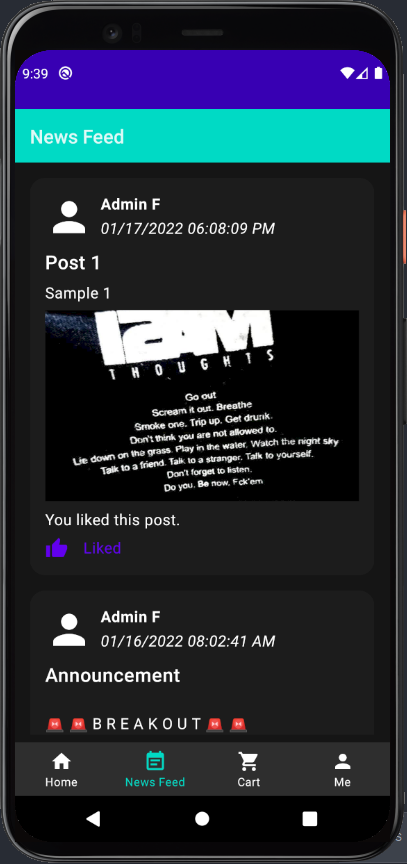 9:39
News Feed
Admin F
01/17/2022 06:08:09 PM
Post 1
Sample 1
IAM
THOUGHTS
Go out
Scream it out. Breathe
Smoke one. Trip up. Get drunk.
Don't think you are not allowed to.
Lie down on the grass. Play in the water. Watch the night sky
Talk to a friend. Talk to a stranger. Talk to yourself.
Don't forget to listen.
Do you. Be now, Fck'em
You liked this post.
Liked
Admin F
01/16/2022 08:02:41 AM
Announcement
🚨 🚨 B R E A K O U T 🚨 🚨
Home
News Feed
Cart
Me
s